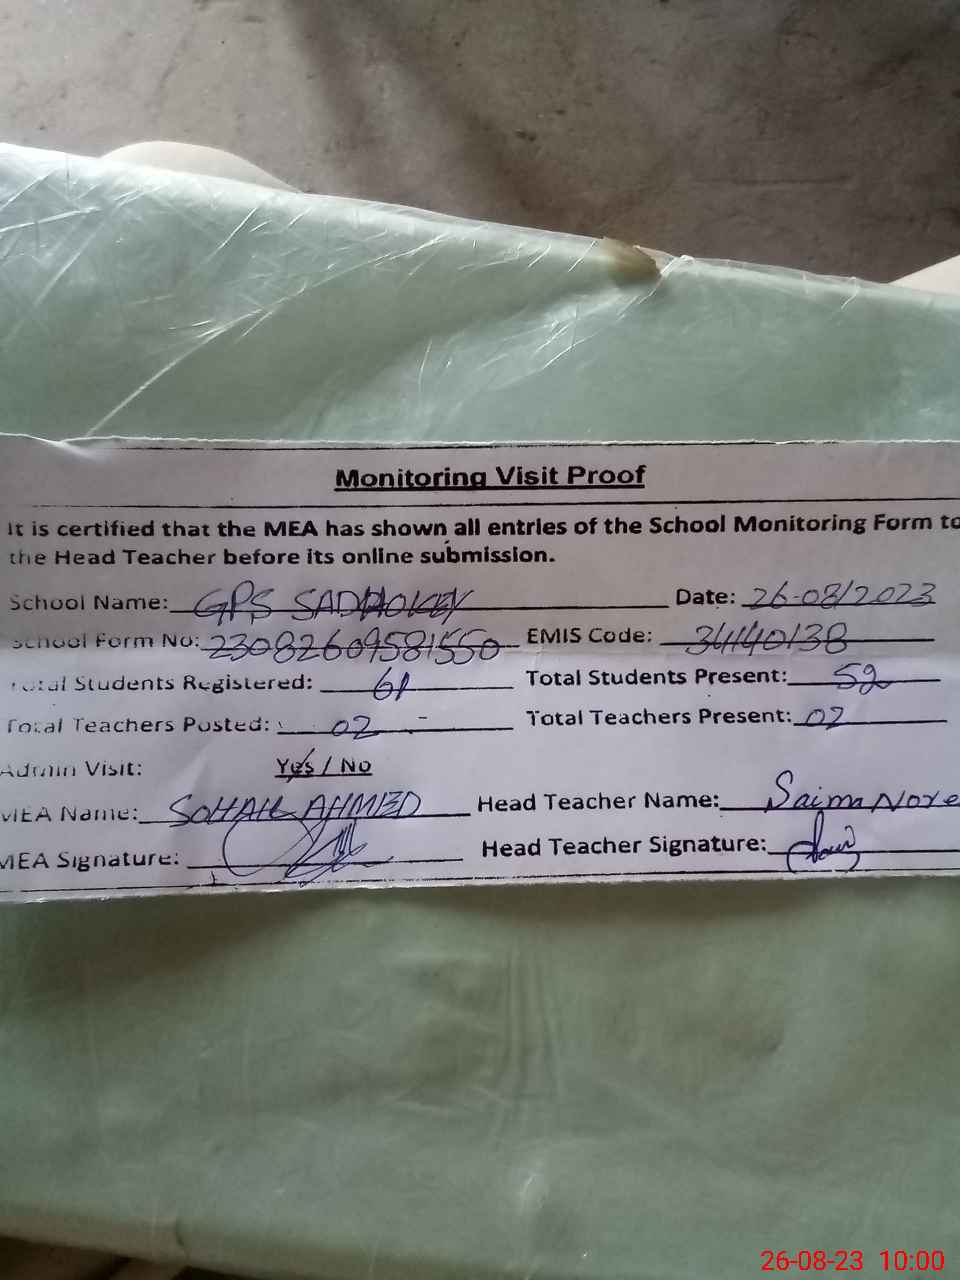 Monitoring Visit Proof
It is certified that the MEA has shown all entries of the School Monitoring Form to
the Head Teacher before its online submission.
School Name: GPS SADHOKEY Date: 26-08/2023
School Form No: 23082609581550 EMIS Code: 34140138
Total Students Registered: 61 Total Students Present: 52
Total Teachers Posted: 02 - Total Teachers Present: 02
Admin Visit: Yes / No
MEA Name: SOHAIL AHMED Head Teacher Name: Saima Nore
MEA Signature: Head Teacher Signature:
26-08-23 10:00